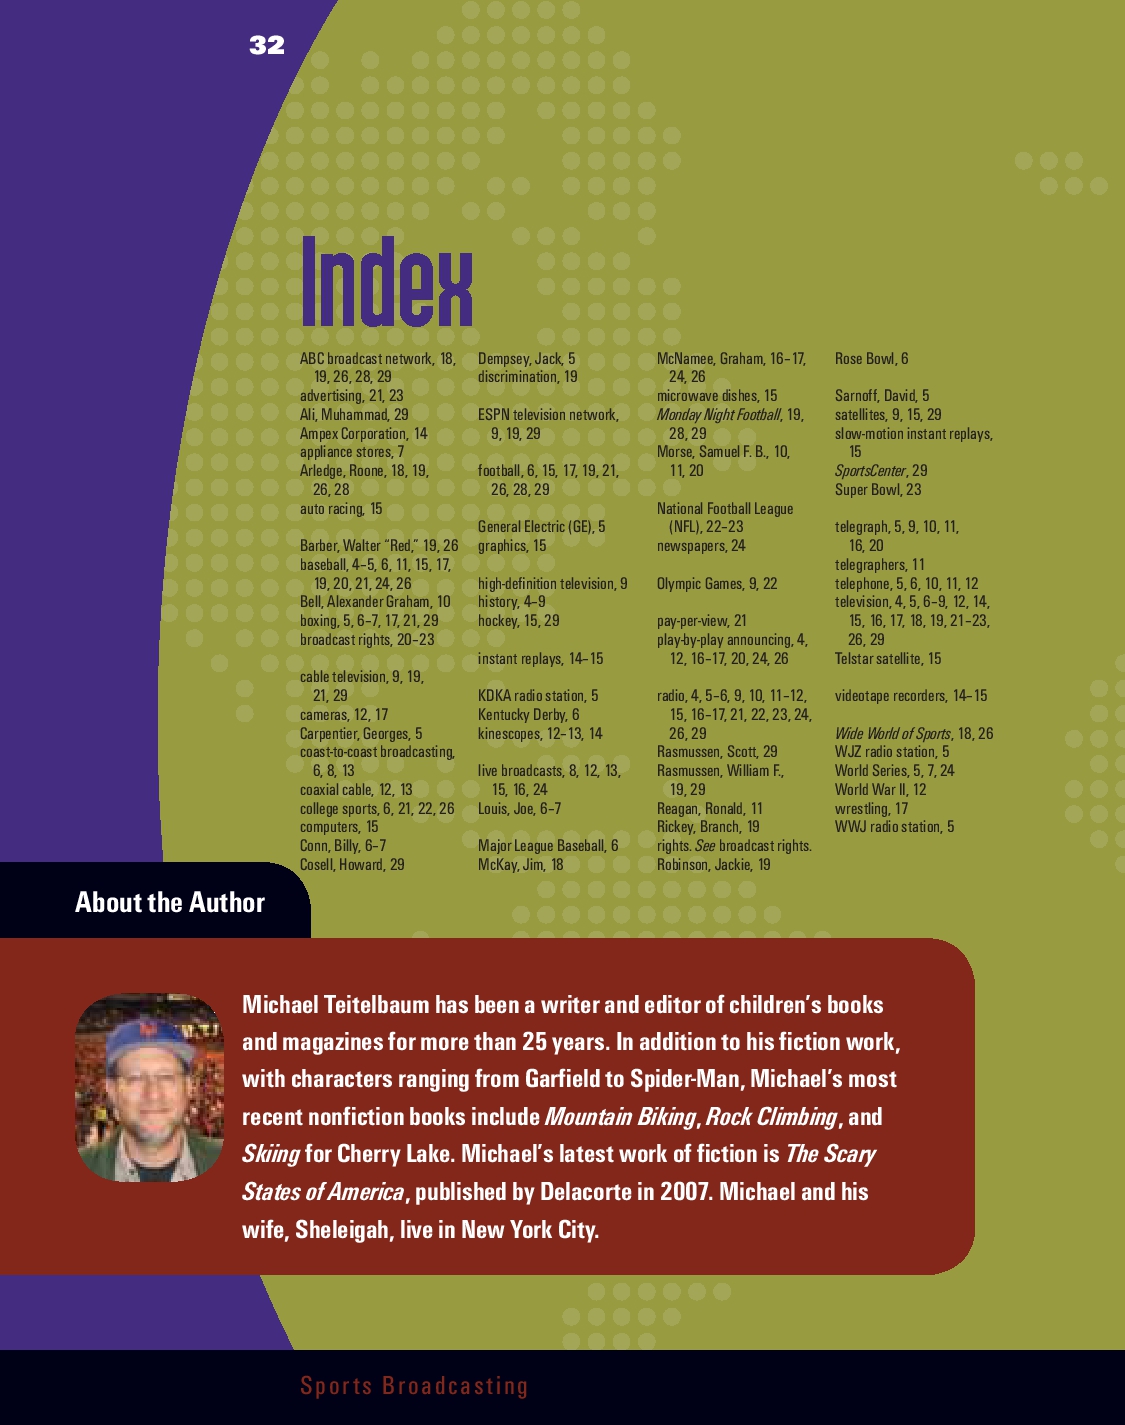 32
Index
ABC broadcast network, 18,
19, 26, 28, 29
advertising, 21, 23
Ali, Muhammad, 29
Ampex Corporation, 14
appliance stores, 7
Arledge, Roone, 18, 19,
26, 28
auto racing, 15
Barber, Walter “Red,” 19, 26
baseball, 4–5, 6, 11, 15, 17,
19, 20, 21, 24, 26
Bell, Alexander Graham, 10
boxing, 5, 6–7, 17, 21, 29
broadcast rights, 20–23
cable television, 9, 19,
21, 29
cameras, 12, 17
Carpentier, Georges, 5
coast-to-coast broadcasting,
6, 8, 13
coaxial cable, 12, 13
college sports, 6, 21, 22, 26
computers, 15
Conn, Billy, 6–7
Cosell, Howard, 29
Dempsey, Jack, 5
discrimination, 19
ESPN television network,
9, 19, 29
football, 6, 15, 17, 19, 21,
26, 28, 29
General Electric (GE), 5
graphics, 15
high-definition television, 9
history, 4–9
hockey, 15, 29
instant replays, 14–15
KDKA radio station, 5
Kentucky Derby, 6
kinescopes, 12–13, 14
live broadcasts, 8, 12, 13,
15, 16, 24
Louis, Joe, 6–7
Major League Baseball, 6
McKay, Jim, 18
McNamee, Graham, 16–17,
24, 26
microwave dishes, 15
Monday Night Football, 19,
28, 29
Morse, Samuel F. B., 10,
11, 20
National Football League
(NFL), 22–23
newspapers, 24
Olympic Games, 9, 22
pay-per-view, 21
play-by-play announcing, 4,
12, 16–17, 20, 24, 26
radio, 4, 5–6, 9, 10, 11–12,
15, 16–17, 21, 22, 23, 24,
26, 29
Rasmussen, Scott, 29
Rasmussen, William F.,
19, 29
Reagan, Ronald, 11
Rickey, Branch, 19
rights. See broadcast rights.
Robinson, Jackie, 19
Rose Bowl, 6
Sarnoff, David, 5
satellites, 9, 15, 29
slow-motion instant replays,
15
SportsCenter, 29
Super Bowl, 23
telegraph, 5, 9, 10, 11,
16, 20
telegraphers, 11
telephone, 5, 6, 10, 11, 12
television, 4, 5, 6–9, 12, 14,
15, 16, 17, 18, 19, 21–23,
26, 29
Telstar satellite, 15
videotape recorders, 14–15
Wide World of Sports, 18, 26
WJZ radio station, 5
World Series, 5, 7, 24
World War II, 12
wrestling, 17
WWJ radio station, 5
About the Author
Michael Teitelbaum has been a writer and editor of children’s books
and magazines for more than 25 years. In addition to his fiction work,
with characters ranging from Garfield to Spider-Man, Michael’s most
recent nonfiction books include Mountain Biking, Rock Climbing, and
Skiing for Cherry Lake. Michael’s latest work of fiction is The Scary
States of America, published by Delacorte in 2007. Michael and his
wife, Sheleigah, live in New York City.
Sports Broadcasting